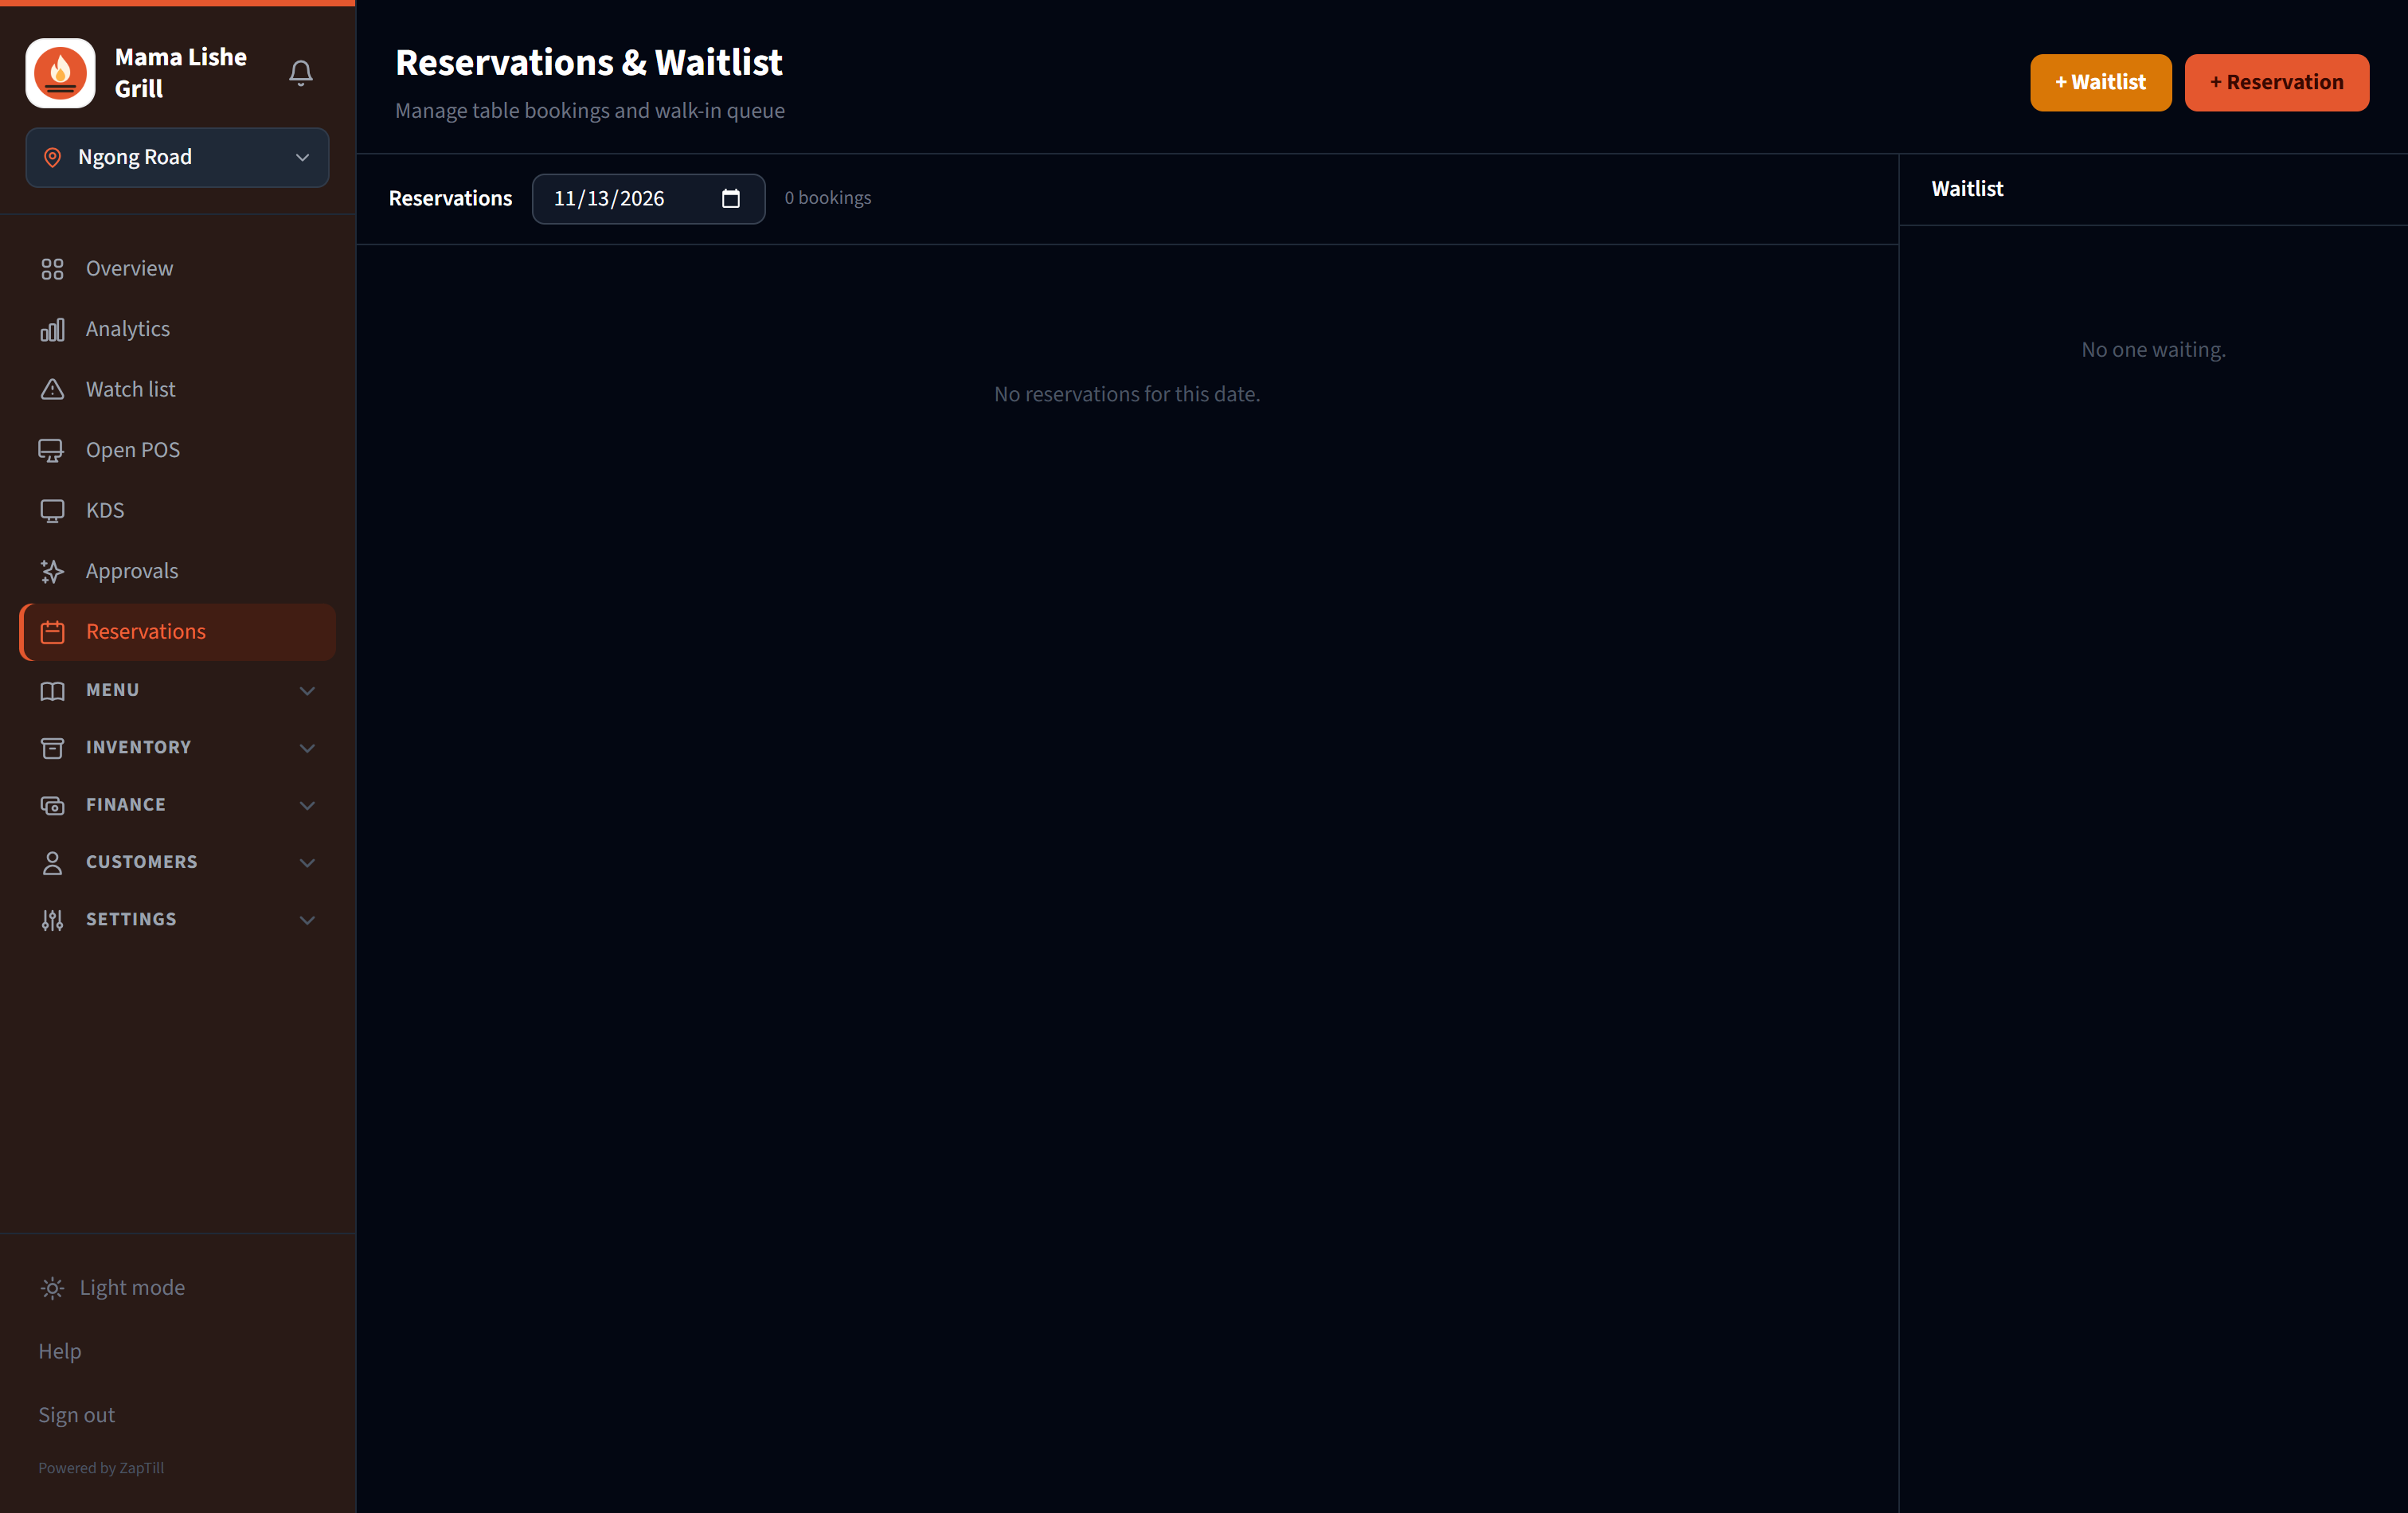 Mama Lishe
Grill
Ngong Road
Overview
Analytics
Watch list
Open POS
KDS
Approvals
Reservations
MENU
INVENTORY
FINANCE
CUSTOMERS
SETTINGS
Light mode
Help
Sign out
Powered by ZapTill
Reservations & Waitlist
Manage table bookings and walk-in queue
+ Waitlist
+ Reservation
Reservations 11/13/2026 0 bookings
No reservations for this date.
Waitlist
No one waiting.